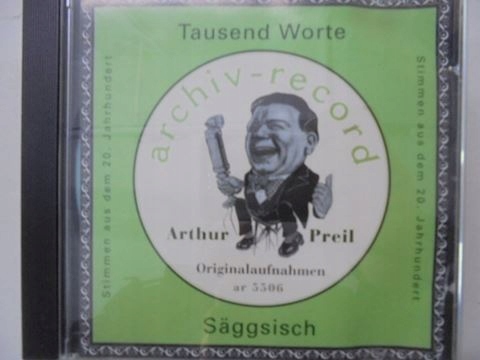 Tausend Worte
Stimmen aus dem 20. Jahrhundert
archiv-record
Stimmen aus dem 20. Jahrhundert
Arthur Preil
Originalaufnahmen
ar 5506
Säggsisch